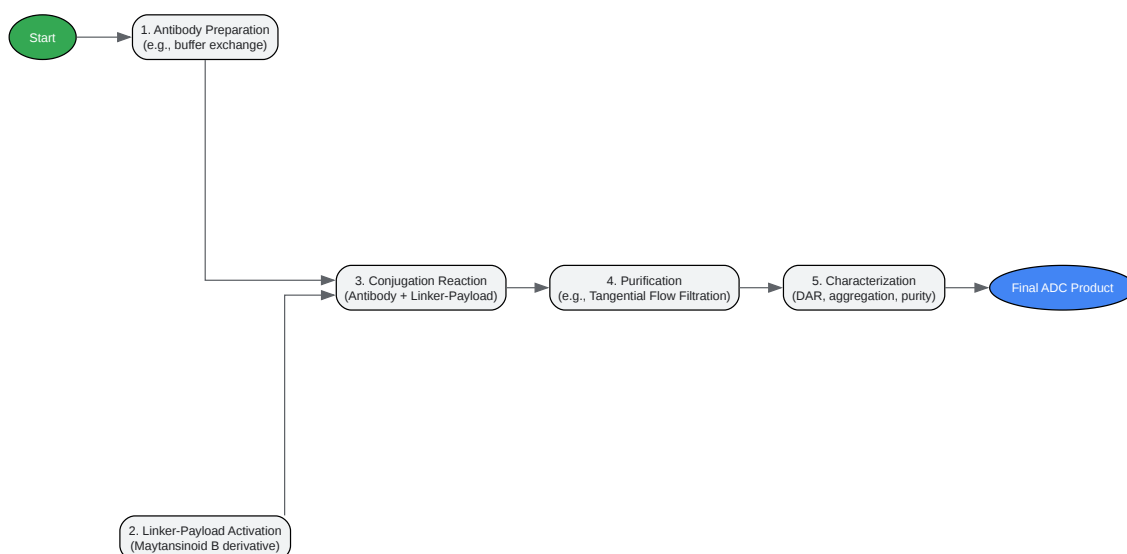 Start
1. Antibody Preparation
(e.g., buffer exchange)
3. Conjugation Reaction
(Antibody + Linker-Payload)
4. Purification
(e.g., Tangential Flow Filtration)
5. Characterization
(DAR, aggregation, purity)
Final ADC Product
2. Linker-Payload Activation
(Maytansinoid B derivative)